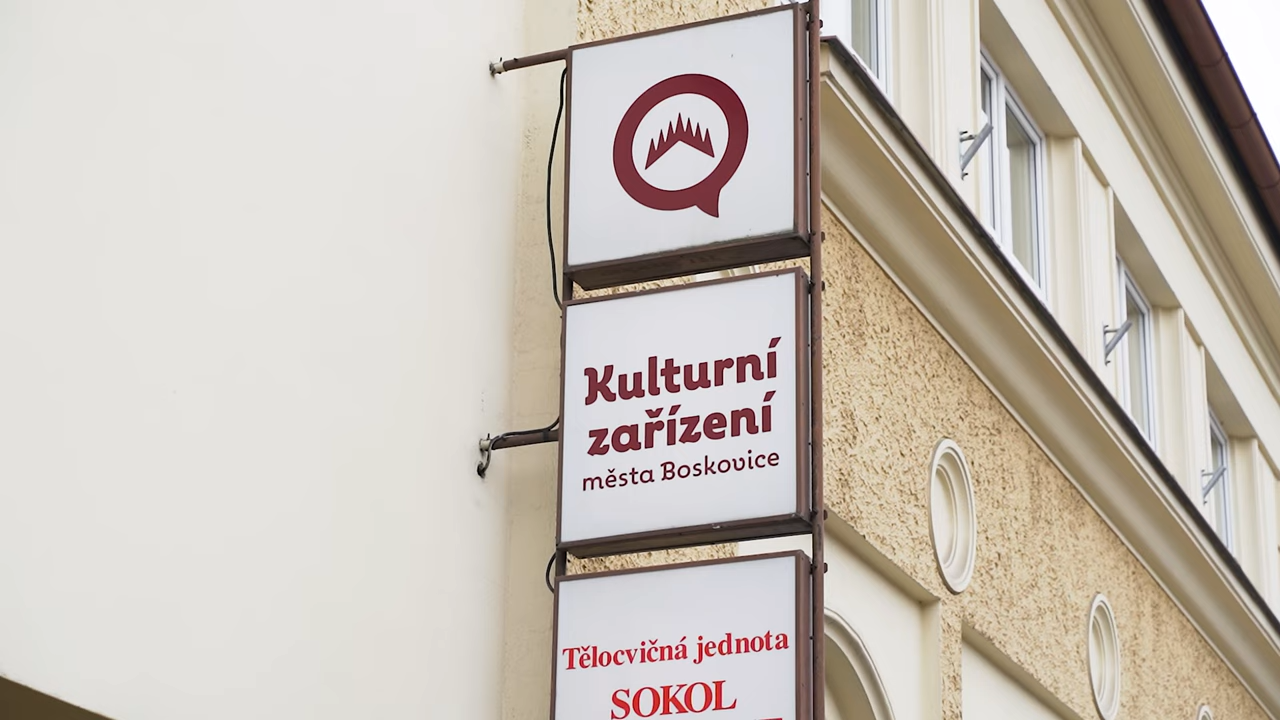 Kulturní
zařízení
města Boskovice
Tělocvičná jednota
SOKOL